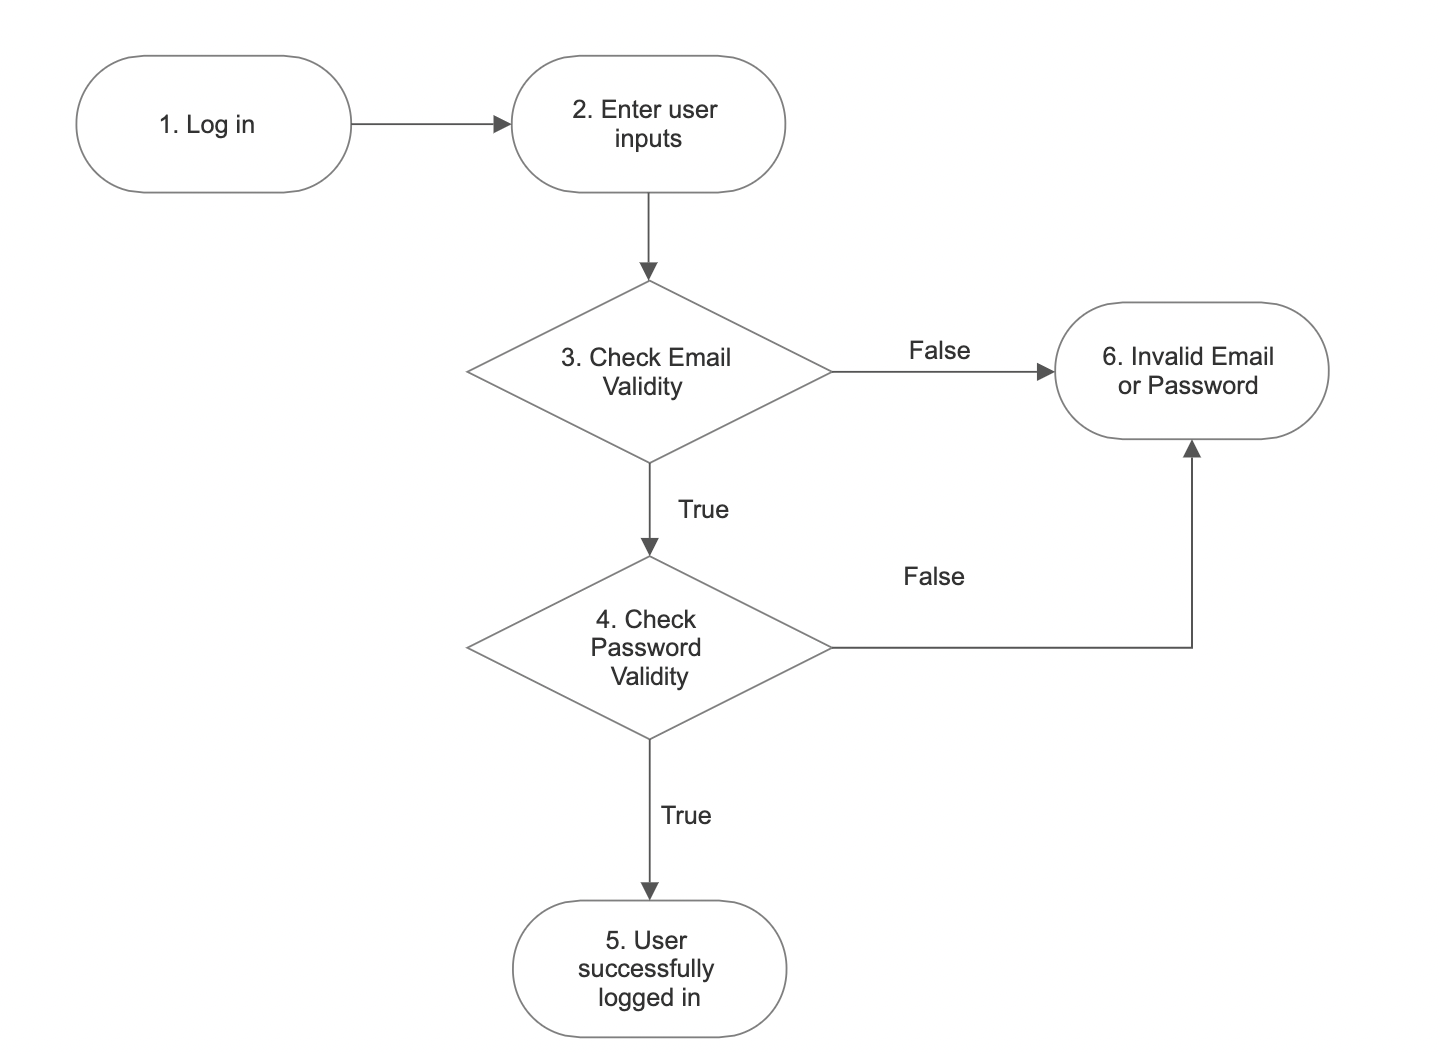 1. Log in
2. Enter user
inputs
3. Check Email
Validity
False
6. Invalid Email
or Password
True
False
4. Check
Password
Validity
True
5. User
successfully
logged in